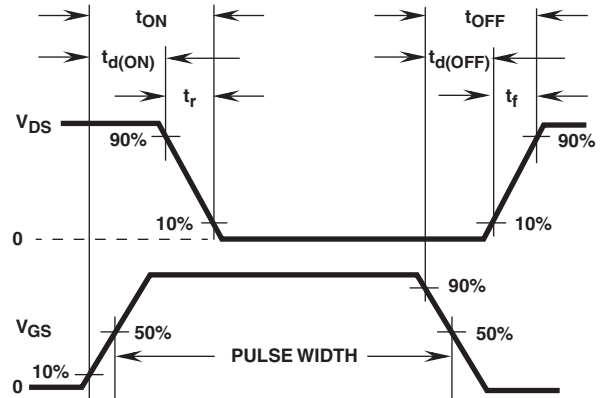 tON tOFF
td(ON) td(OFF)
tr tf
VDS
90% 90%
10% 10%
0
90%
VGS 50% PULSE WIDTH 50%
10%
0